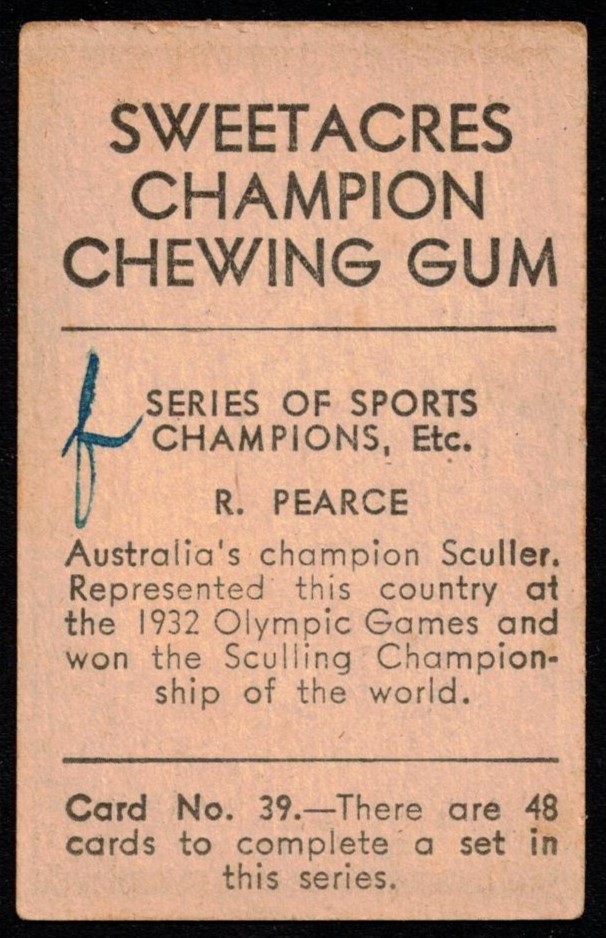 SWEETACRES
CHAMPION
CHEWING GUM
f
SERIES OF SPORTS
CHAMPIONS, Etc.
R. PEARCE
Australia's champion Sculler.
Represented this country at
the 1932 Olympic Games and
won the Sculling Champion-
ship of the world.
Card No. 39.—There are 48
cards to complete a set in
this series.